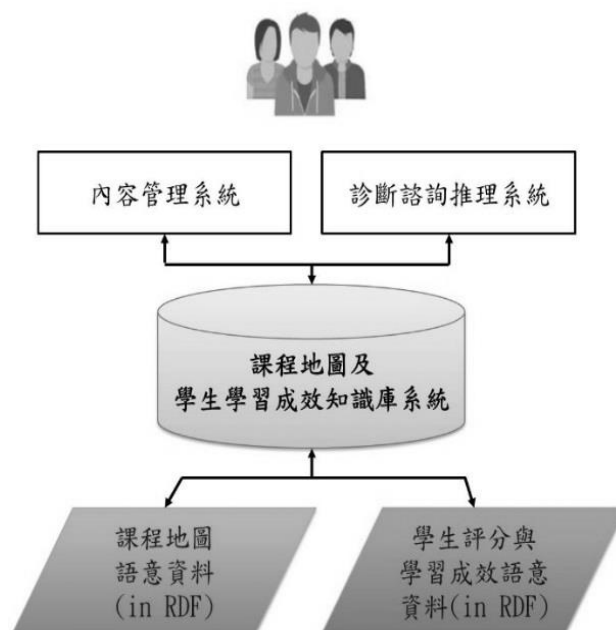 內容管理系統
診斷諮詢推理系統
課程地圖及
學生學習成效知識庫系統
課程地圖
語意資料
(in RDF)
學生評分與
學習成效語意
資料(in RDF)